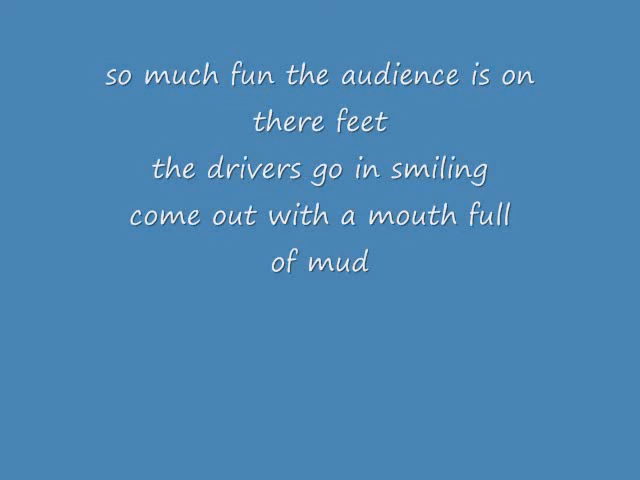 so much fun the audience is on
there feet
the drivers go in smiling
come out with a mouth full
of mud